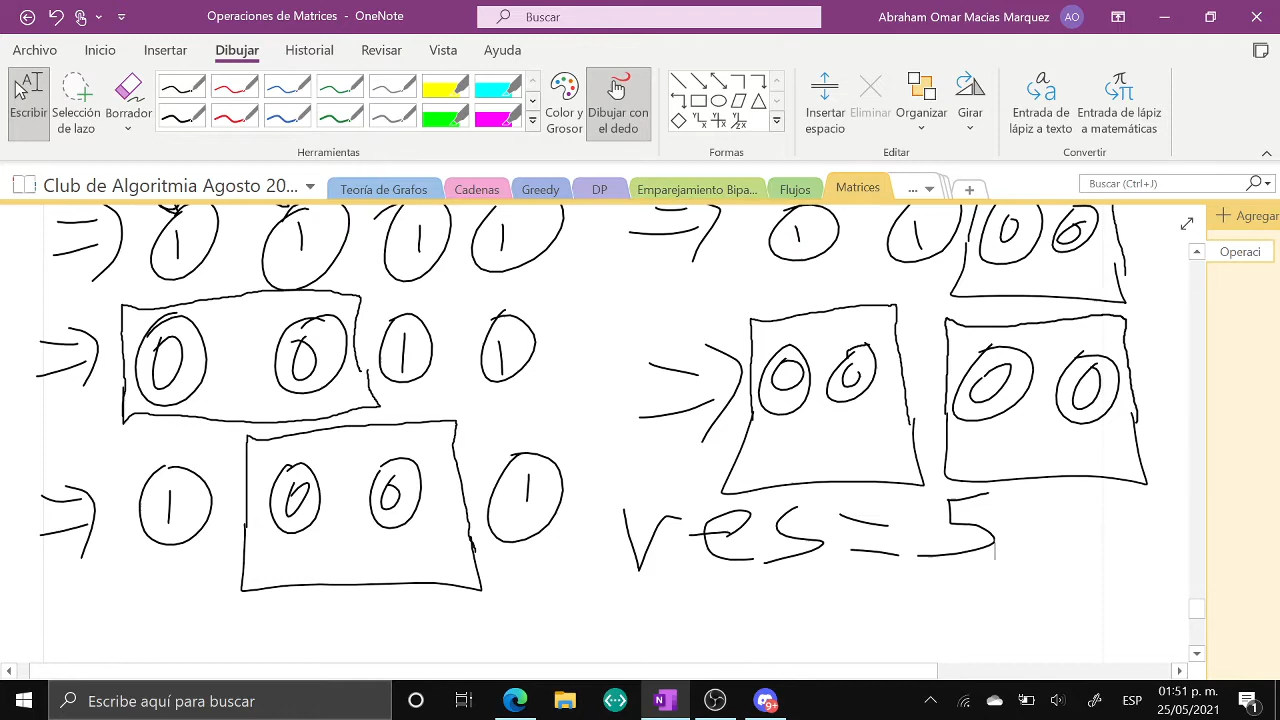 Operaciones de Matrices - OneNote
Buscar
Abraham Omar Macias Marquez AO
Archivo Inicio Insertar Dibujar Historial Revisar Vista Ayuda
Escribir
Selección de lazo
Borrador
Color y Grosor
Dibujar con el dedo
Insertar espacio
Eliminar
Organizar
Girar
Entrada de lápiz a texto
Entrada de lápiz a matemáticas
Herramientas Formas Editar Convertir
Club de Algoritmia Agosto 20...
Teoría de Grafos Cadenas Greedy DP Emparejamiento Bipa... Flujos Matrices ...
Buscar (Ctrl+J)
Agregar
Operaci
=> 1 1 1 1
=> 0 0 1 1
=> 1 0 0 1
=> 1 1 0 0
=> 0 0 0 0
res = 5
Escribe aquí para buscar
9+
ESP
01:51 p. m.
25/05/2021
1